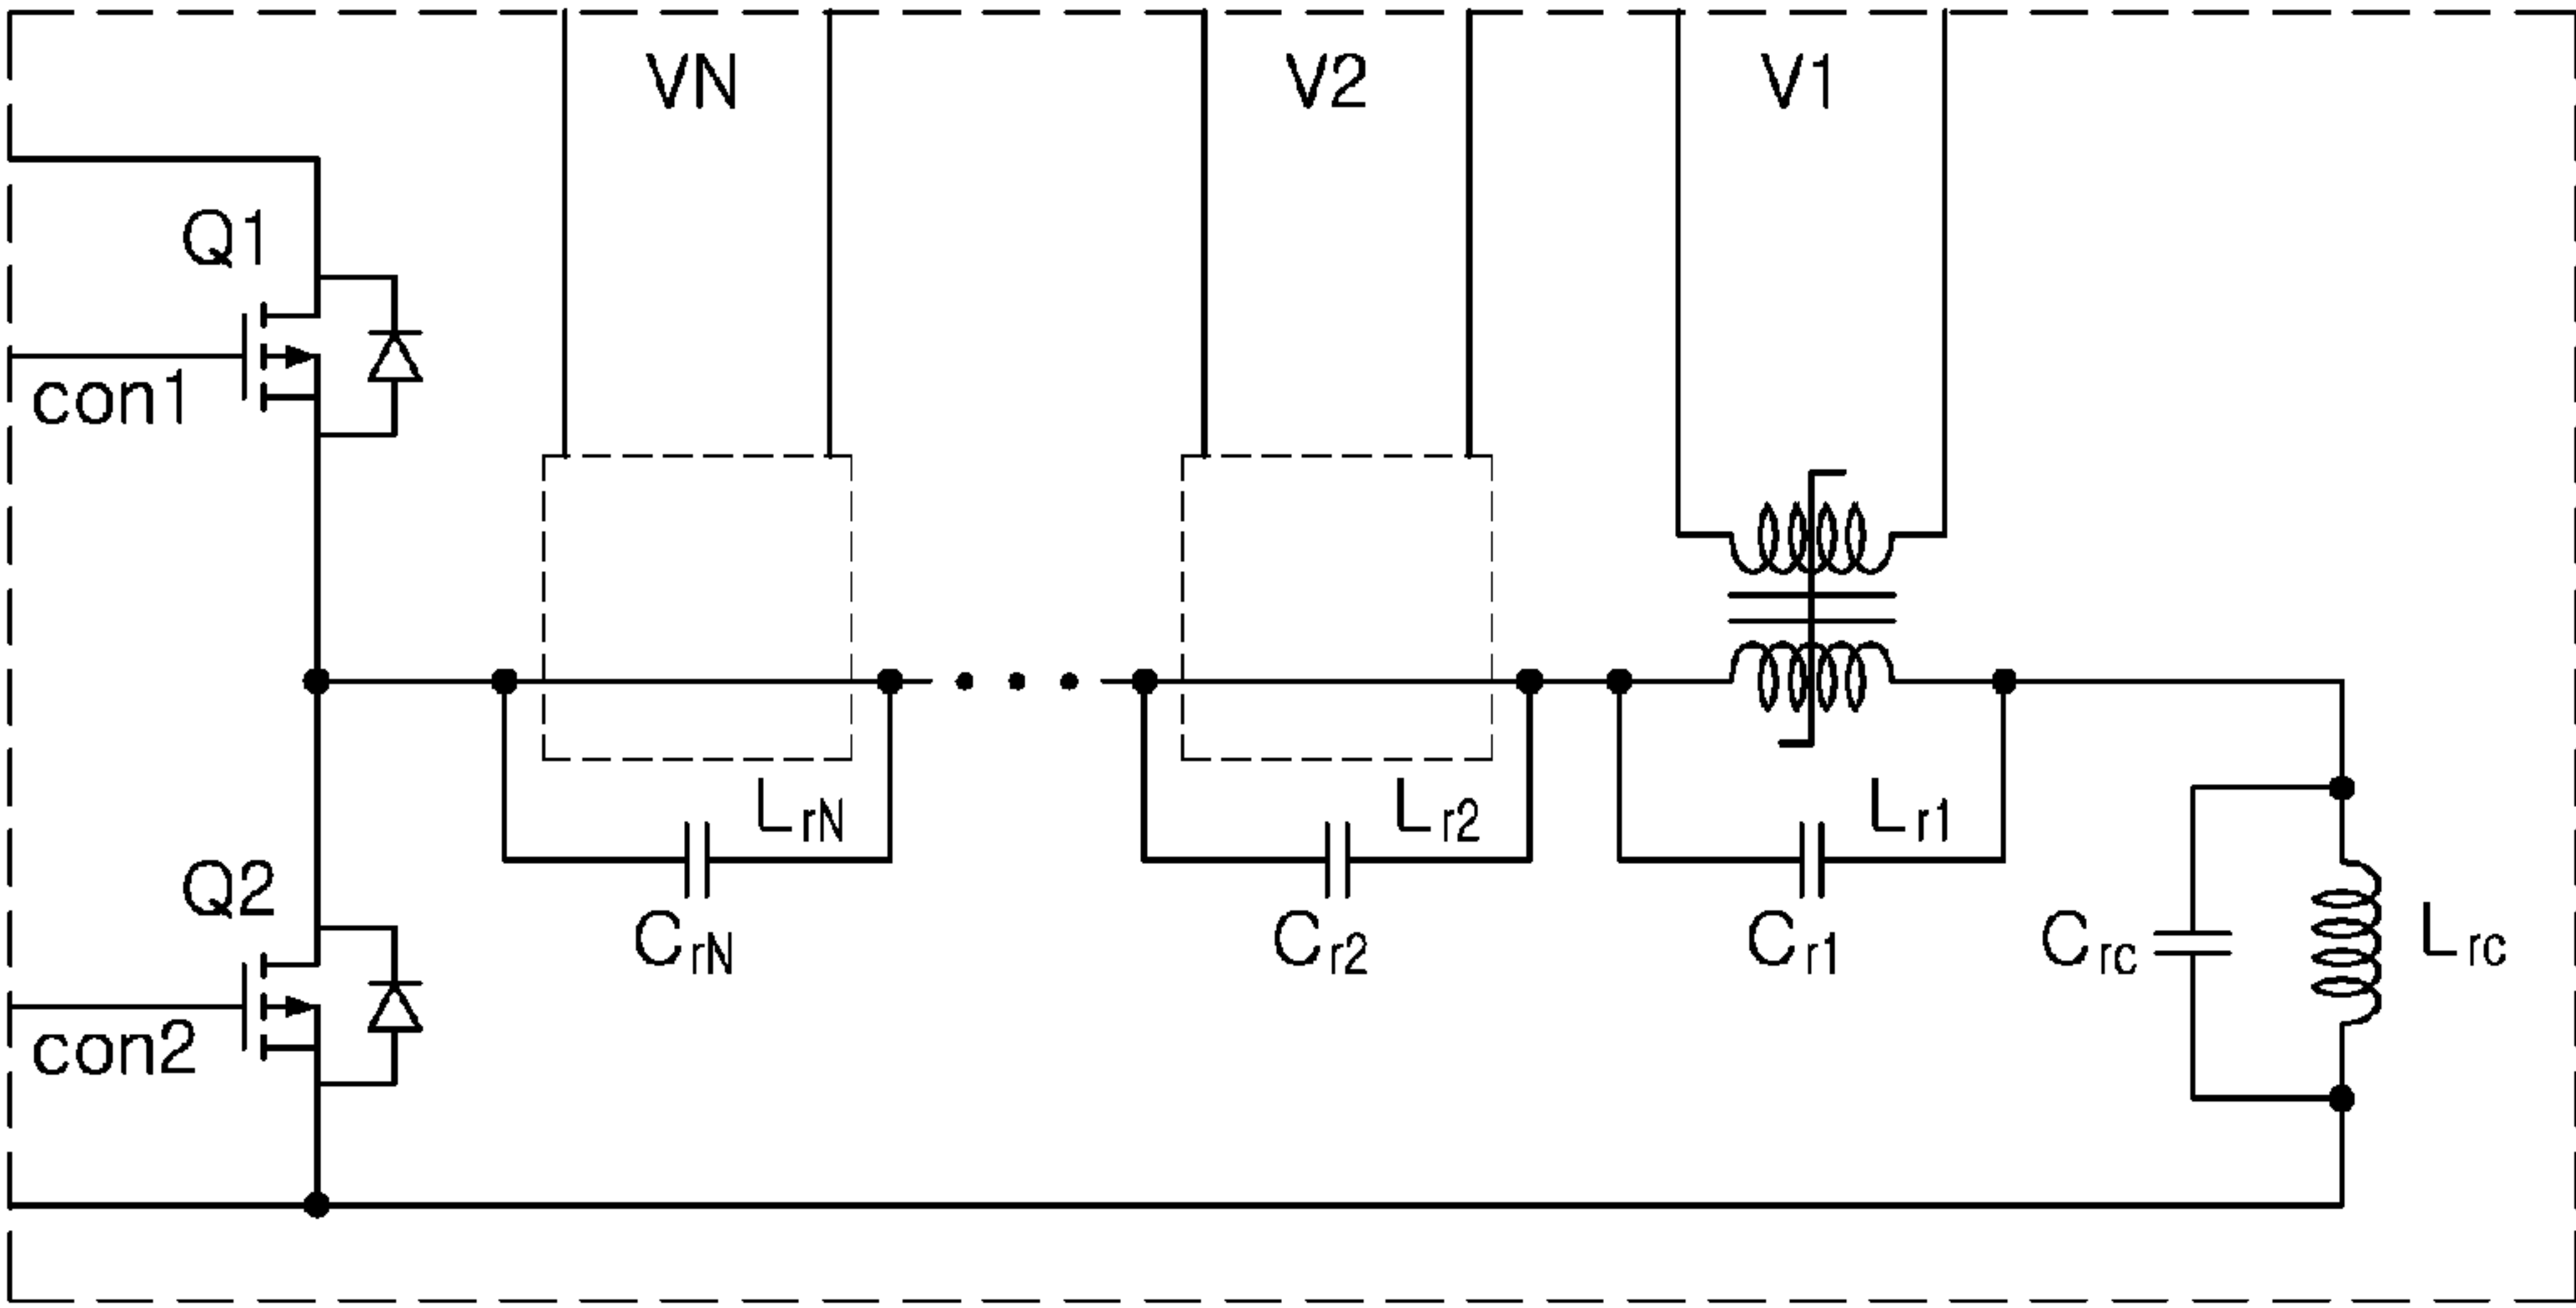 VN V2 V1
Q1
con1
LrN Lr2 Lr1
Q2
CrN Cr2 Cr1 Crc Lrc
con2